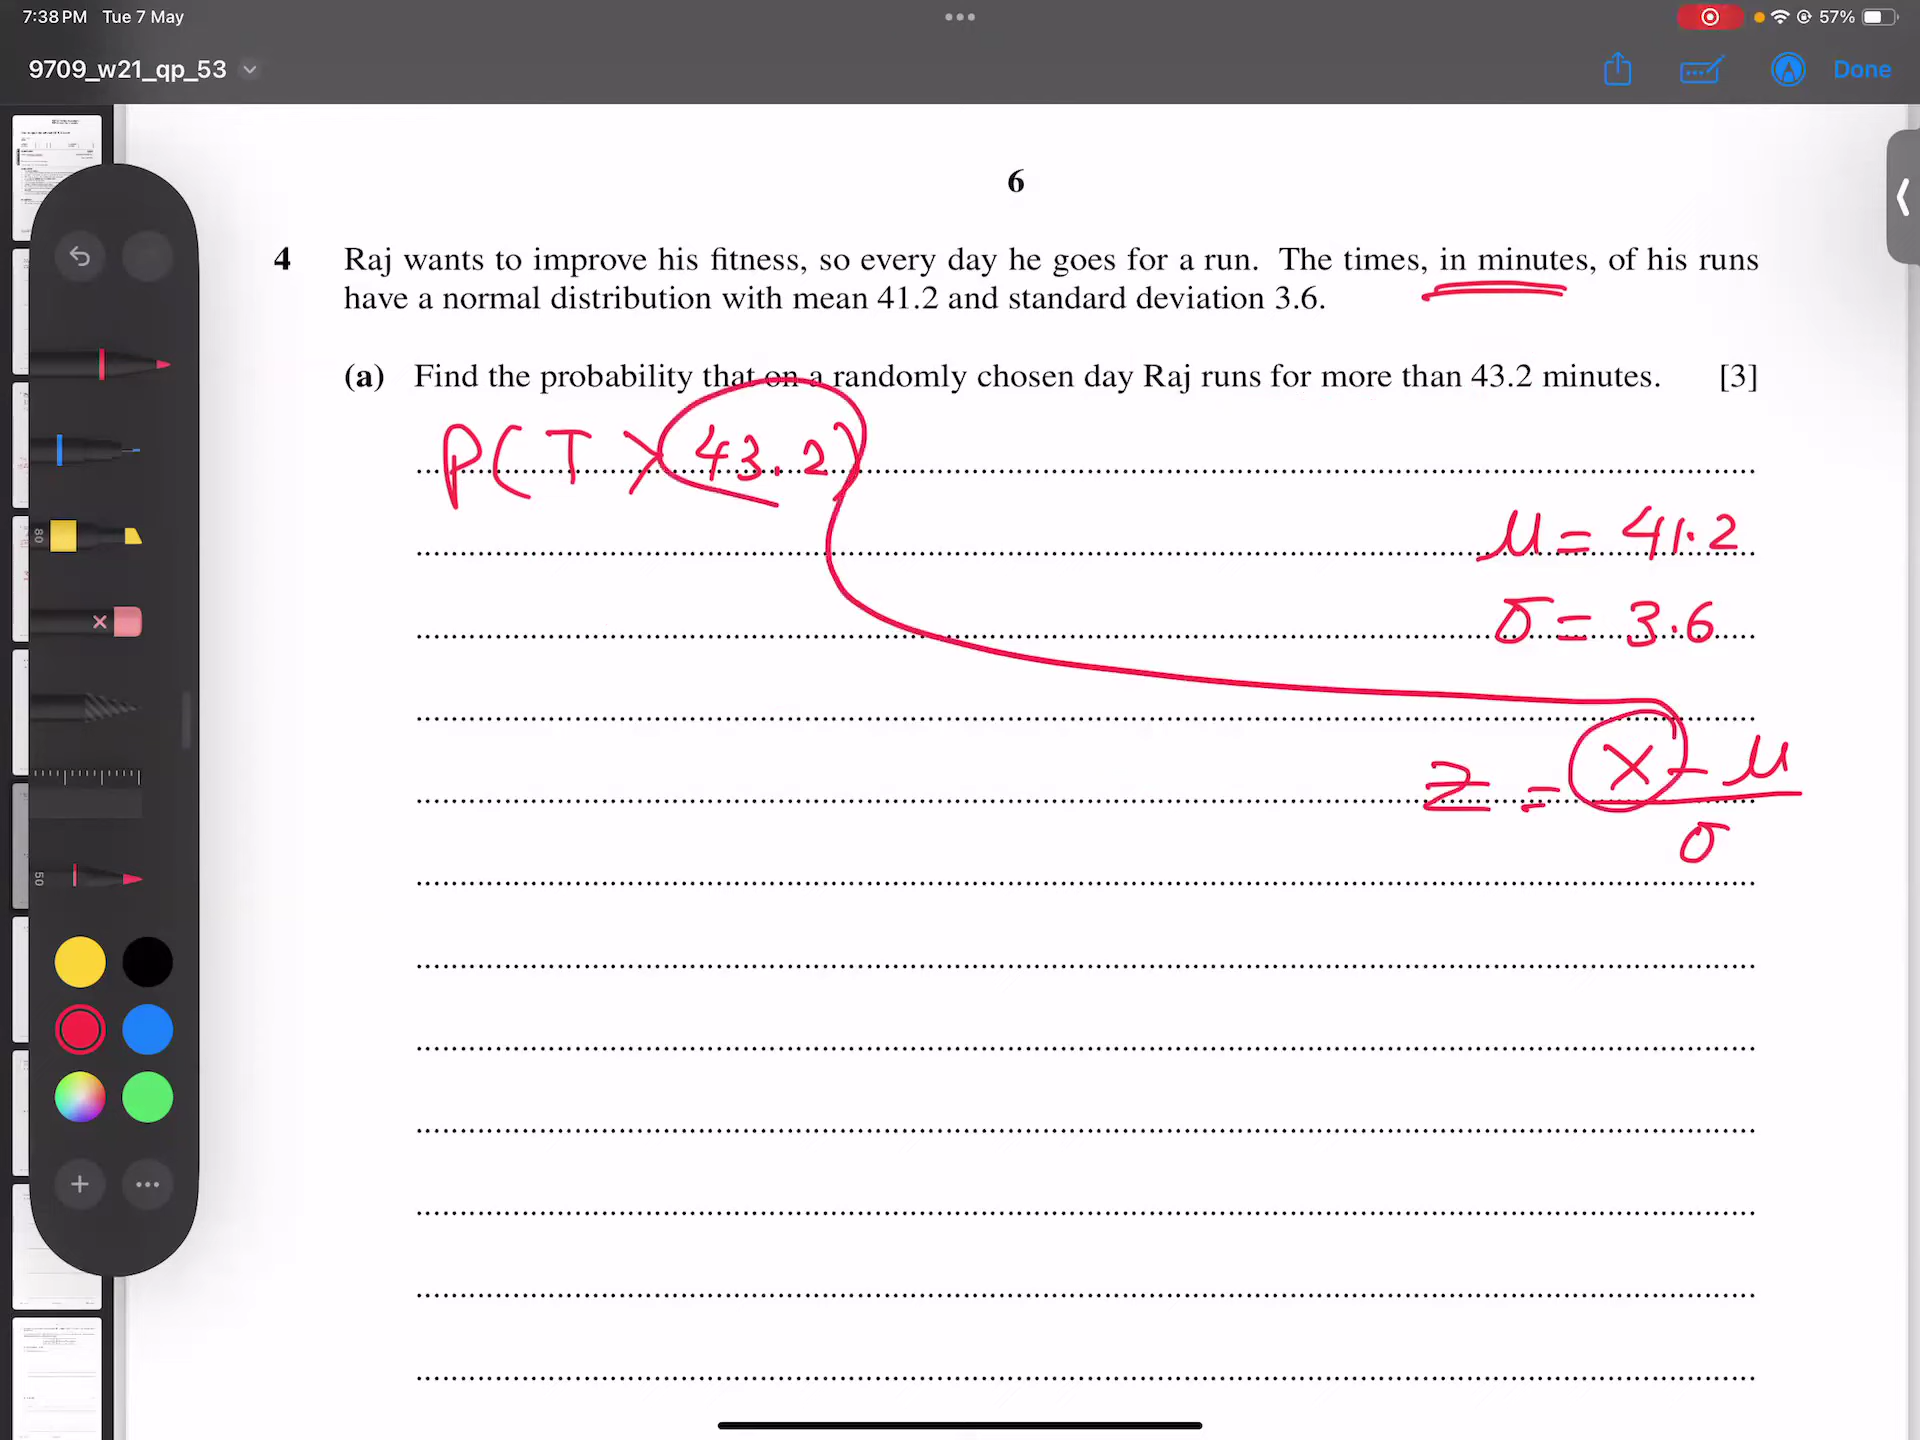 7:38 PM Tue 7 May
57%
9709_w21_qp_53
Done
6
4 Raj wants to improve his fitness, so every day he goes for a run. The times, in minutes, of his runs
have a normal distribution with mean 41.2 and standard deviation 3.6.
(a) Find the probability that on a randomly chosen day Raj runs for more than 43.2 minutes. [3]
P(T > 43.2)
μ = 41.2
σ = 3.6
z = x - μ
σ
80
50